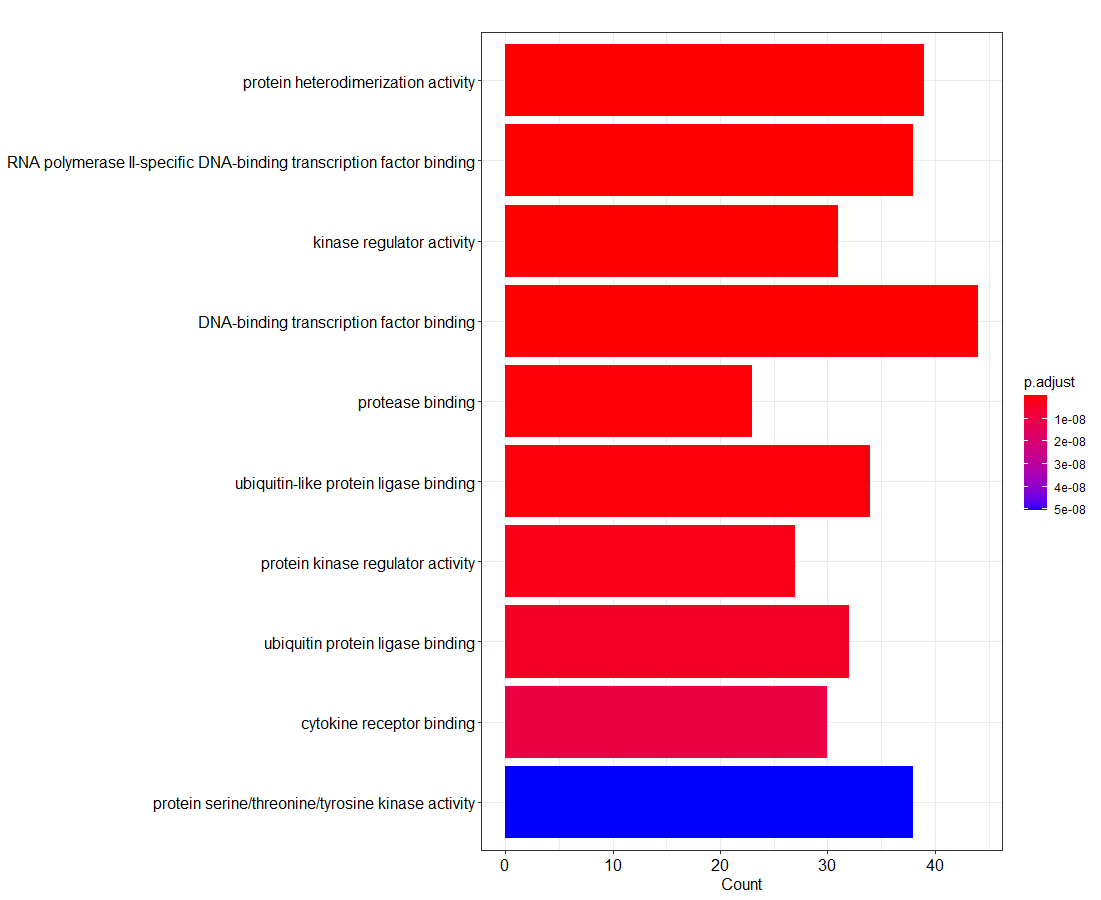 protein heterodimerization activity
RNA polymerase II-specific DNA-binding transcription factor binding
kinase regulator activity
DNA-binding transcription factor binding
protease binding
ubiquitin-like protein ligase binding
protein kinase regulator activity
ubiquitin protein ligase binding
cytokine receptor binding
protein serine/threonine/tyrosine kinase activity
0 10 20 30 40
Count
p.adjust
1e-08
2e-08
3e-08
4e-08
5e-08